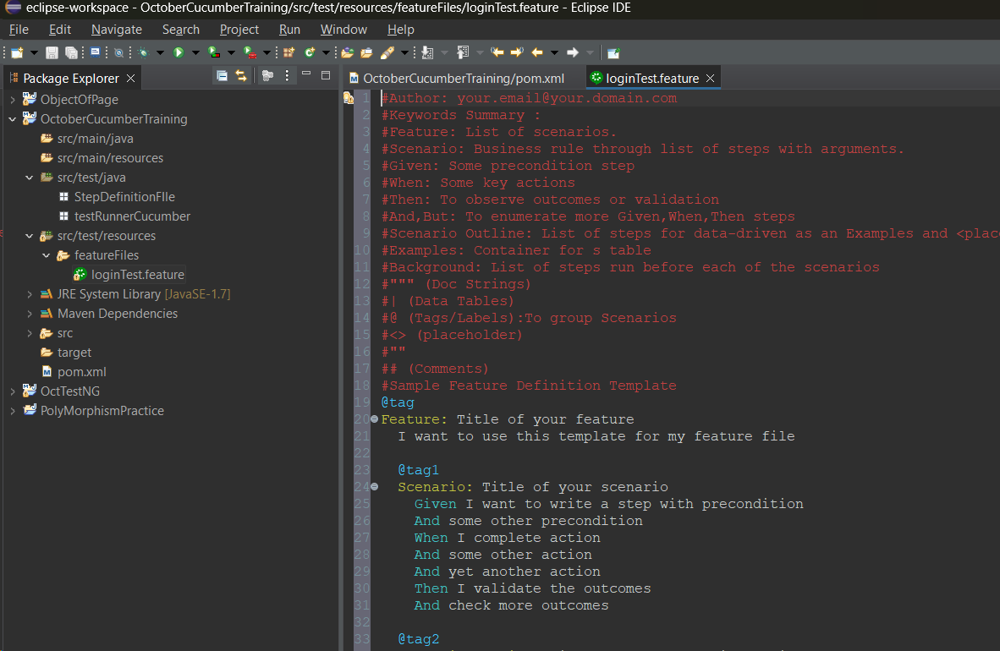 eclipse-workspace - OctoberCucumberTraining/src/test/resources/featureFiles/loginTest.feature - Eclipse IDE
File Edit Navigate Search Project Run Window Help
Package Explorer
ObjectOfPage
OctoberCucumberTraining
src/main/java
src/main/resources
src/test/java
StepDefinitionFIle
testRunnerCucumber
src/test/resources
featureFiles
loginTest.feature
JRE System Library [JavaSE-1.7]
Maven Dependencies
src
target
pom.xml
OctTestNG
PolyMorphismPractice
OctoberCucumberTraining/pom.xml loginTest.feature
1 #Author: your.email@your.domain.com
2 #Keywords Summary :
3 #Feature: List of scenarios.
4 #Scenario: Business rule through list of steps with arguments.
5 #Given: Some precondition step
6 #When: Some key actions
7 #Then: To observe outcomes or validation
8 #And,But: To enumerate more Given,When,Then steps
9 #Scenario Outline: List of steps for data-driven as an Examples and <plac
10 #Examples: Container for s table
11 #Background: List of steps run before each of the scenarios
12 #""" (Doc Strings)
13 #| (Data Tables)
14 #@ (Tags/Labels):To group Scenarios
15 #<> (placeholder)
16 #""
17 ## (Comments)
18 #Sample Feature Definition Template
19 @tag
20 Feature: Title of your feature
21 I want to use this template for my feature file
22
23 @tag1
24 Scenario: Title of your scenario
25 Given I want to write a step with precondition
26 And some other precondition
27 When I complete action
28 And some other action
29 And yet another action
30 Then I validate the outcomes
31 And check more outcomes
32
33 @tag2